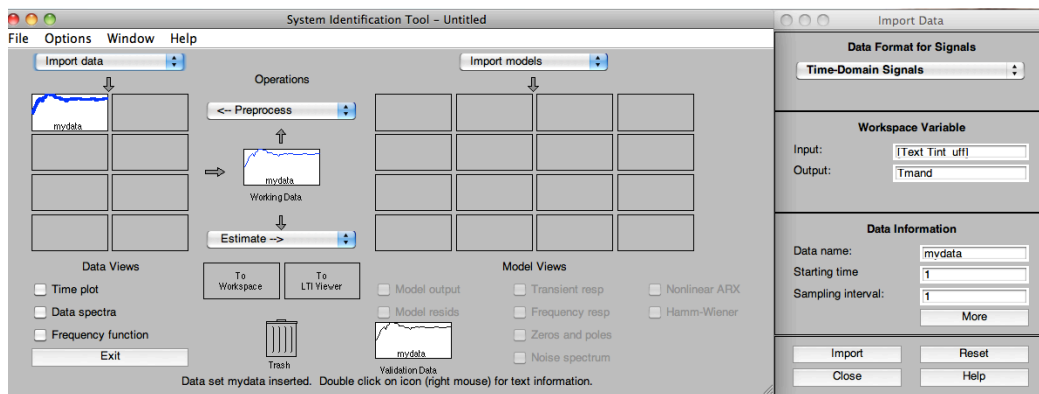 System Identification Tool - Untitled
File Options Window Help
Import data
Operations
Import models
<-- Preprocess
mydata
mydata
Working Data
Estimate -->
Data Views
Time plot
Data spectra
Frequency function
Exit
To
Workspace
To
LTI Viewer
Trash
Model Views
Model output
Transient resp
Nonlinear ARX
Model resids
Frequency resp
Hamm-Wiener
Zeros and poles
Noise spectrum
mydata
Validation Data
Data set mydata inserted. Double click on icon (right mouse) for text information.
Import Data
Data Format for Signals
Time-Domain Signals
Workspace Variable
Input: [Text Tint uff]
Output: Tmand
Data Information
Data name: mydata
Starting time 1
Sampling interval: 1
More
Import Reset
Close Help